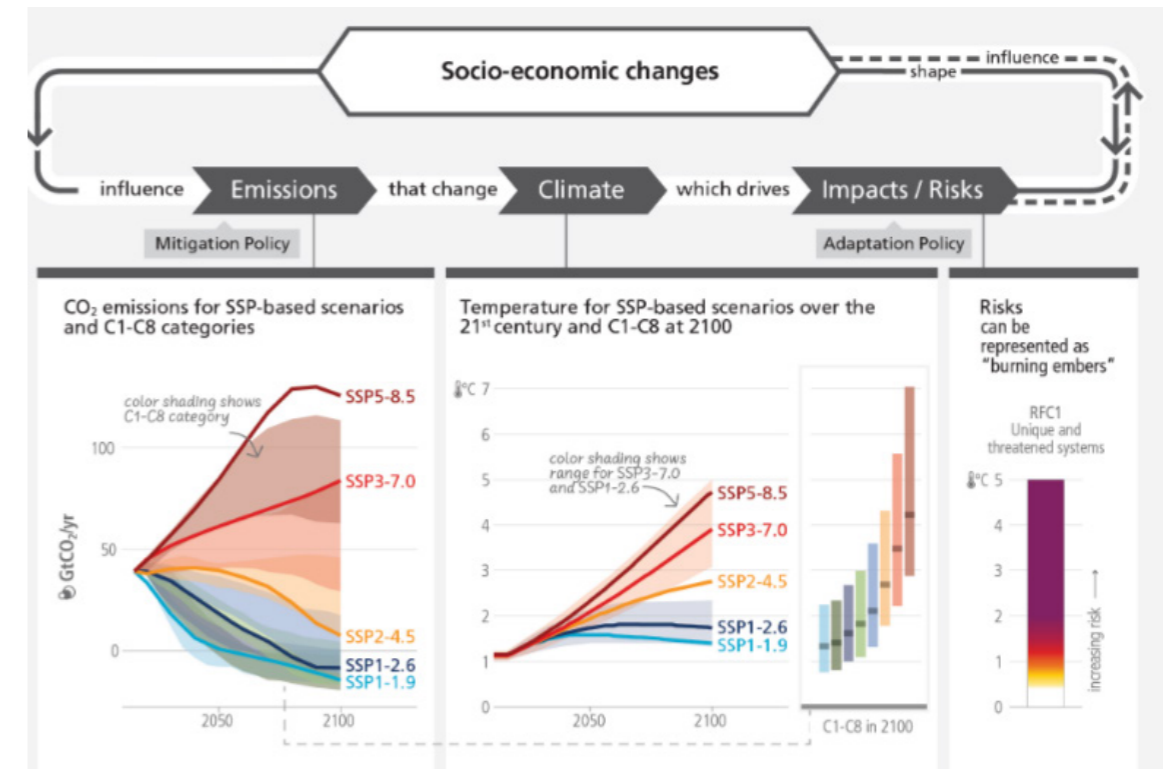 Socio-economic changes
influence
shape
influence
Emissions
that change
Climate
which drives
Impacts / Risks
Mitigation Policy
Adaptation Policy
CO₂ emissions for SSP-based scenarios
and C1-C8 categories
color shading shows
C1-C8 category
GtCO₂/yr
100
50
0
SSP5-8.5
SSP3-7.0
SSP2-4.5
SSP1-2.6
SSP1-1.9
2050
2100
Temperature for SSP-based scenarios over the
21st century and C1-C8 at 2100
°C 7
6
5
4
3
2
1
0
color shading shows
range for SSP3-7.0
and SSP1-2.6
SSP5-8.5
SSP3-7.0
SSP2-4.5
SSP1-2.6
SSP1-1.9
2050
2100
C1-C8 in 2100
Risks
can be
represented as
“burning embers”
RFC1
Unique and
threatened systems
°C 5
4
3
2
1
0
increasing risk